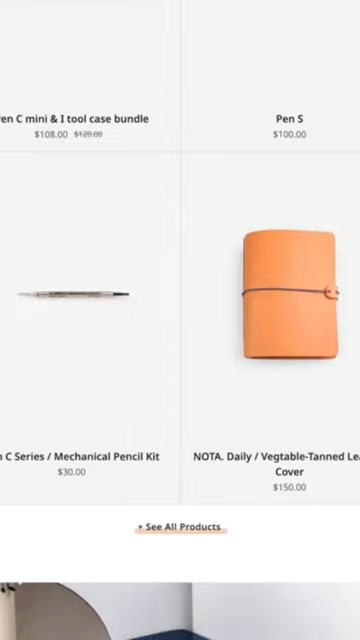 en C mini & I tool case bundle
$108.00 $120.00
Pen S
$100.00
n C Series / Mechanical Pencil Kit
$30.00
NOTA. Daily / Vegtable-Tanned Lea
Cover
$150.00
+ See All Products